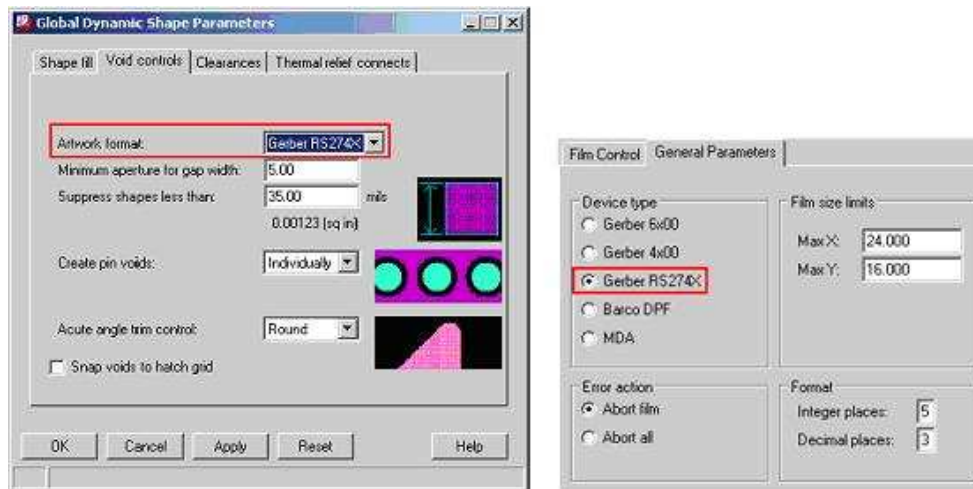 Global Dynamic Shape Parameters
Shape fill Void controls Clearances Thermal relief connects
Artwork format: Gerber RS274X
Minimum aperture for gap width: 5.00
Suppress shapes less than: 35.00 mils
0.00123 (sq in)
Create pin voids: Individually
Acute angle trim control: Round
Snap voids to hatch grid
OK Cancel Apply Reset Help
Film Control General Parameters
Device type
Gerber 6x00
Gerber 4x00
Gerber RS274X
Barco DPF
MDA
Film size limits
Max X: 24.000
Max Y: 16.000
Error action
Abort film
Abort all
Format
Integer places: 5
Decimal places: 3